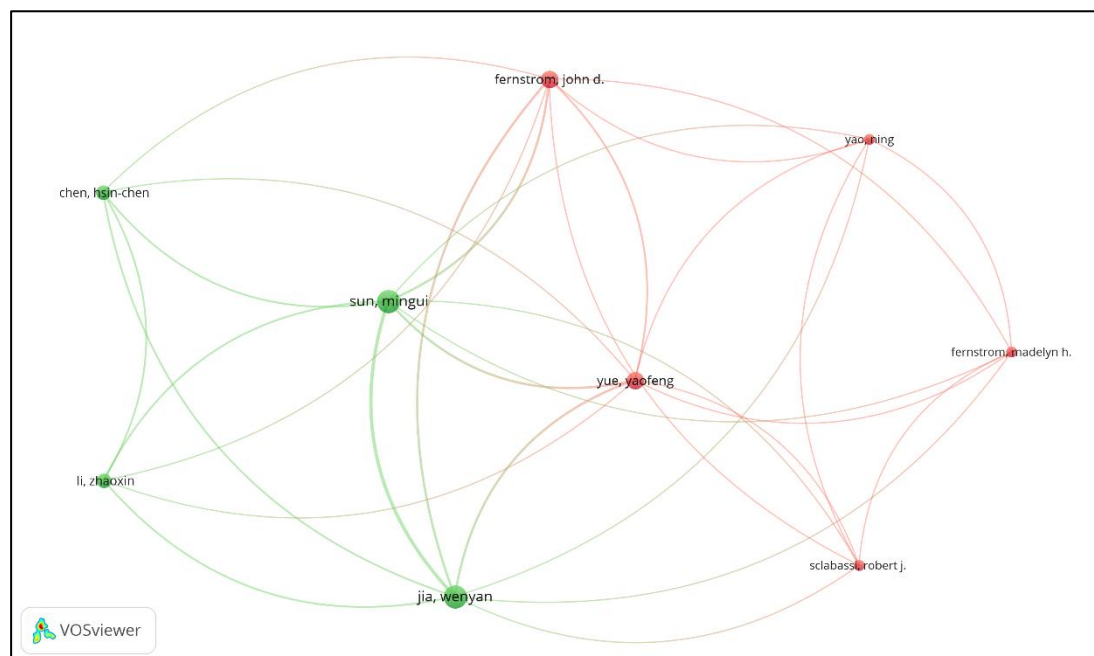 fernstrom, john d.
yao, ning
chen, hsin-chen
sun, mingui
fernstrom, madelyn h.
yue, yaofeng
li, zhaoxin
sclabassi, robert j.
jia, wenyan
VOSviewer